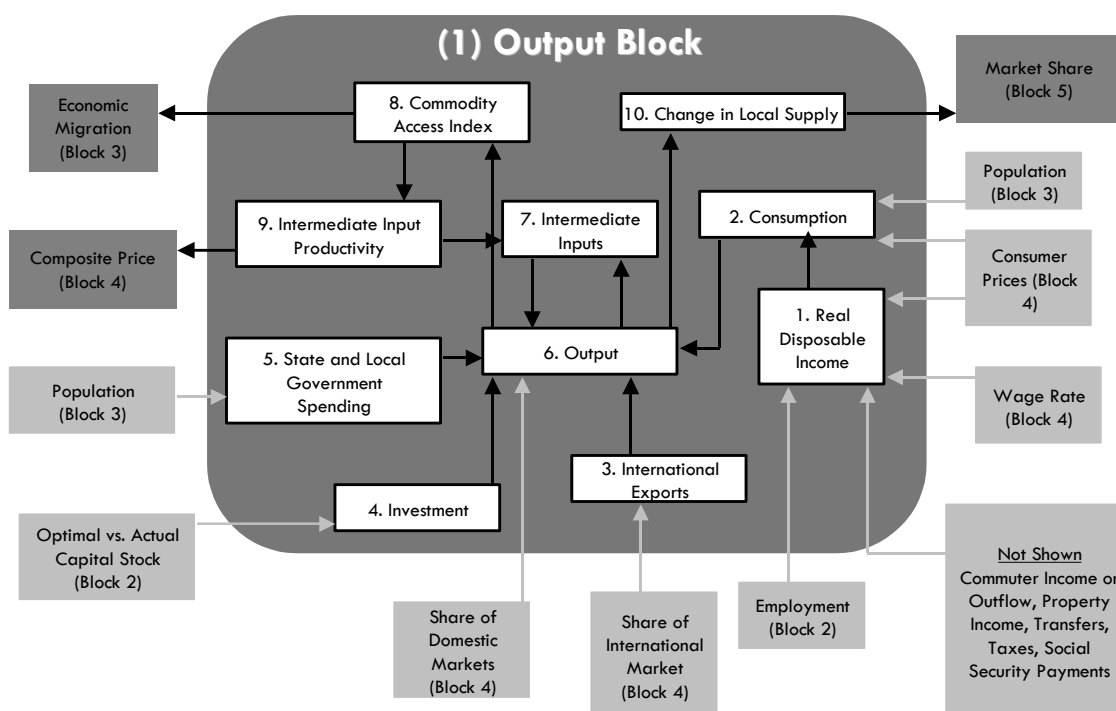 (1) Output Block
Economic
Migration
(Block 3)
8. Commodity
Access Index
10. Change in Local Supply
Market Share
(Block 5)
Population
(Block 3)
9. Intermediate Input
Productivity
7. Intermediate
Inputs
2. Consumption
Composite Price
(Block 4)
Consumer
Prices (Block
4)
1. Real
Disposable
Income
6. Output
5. State and Local
Government
Spending
Population
(Block 3)
Wage Rate
(Block 4)
3. International
Exports
4. Investment
Optimal vs. Actual
Capital Stock
(Block 2)
Share of
Domestic
Markets
(Block 4)
Share of
International
Market
(Block 4)
Employment
(Block 2)
Not Shown
Commuter Income or
Outflow, Property
Income, Transfers,
Taxes, Social
Security Payments